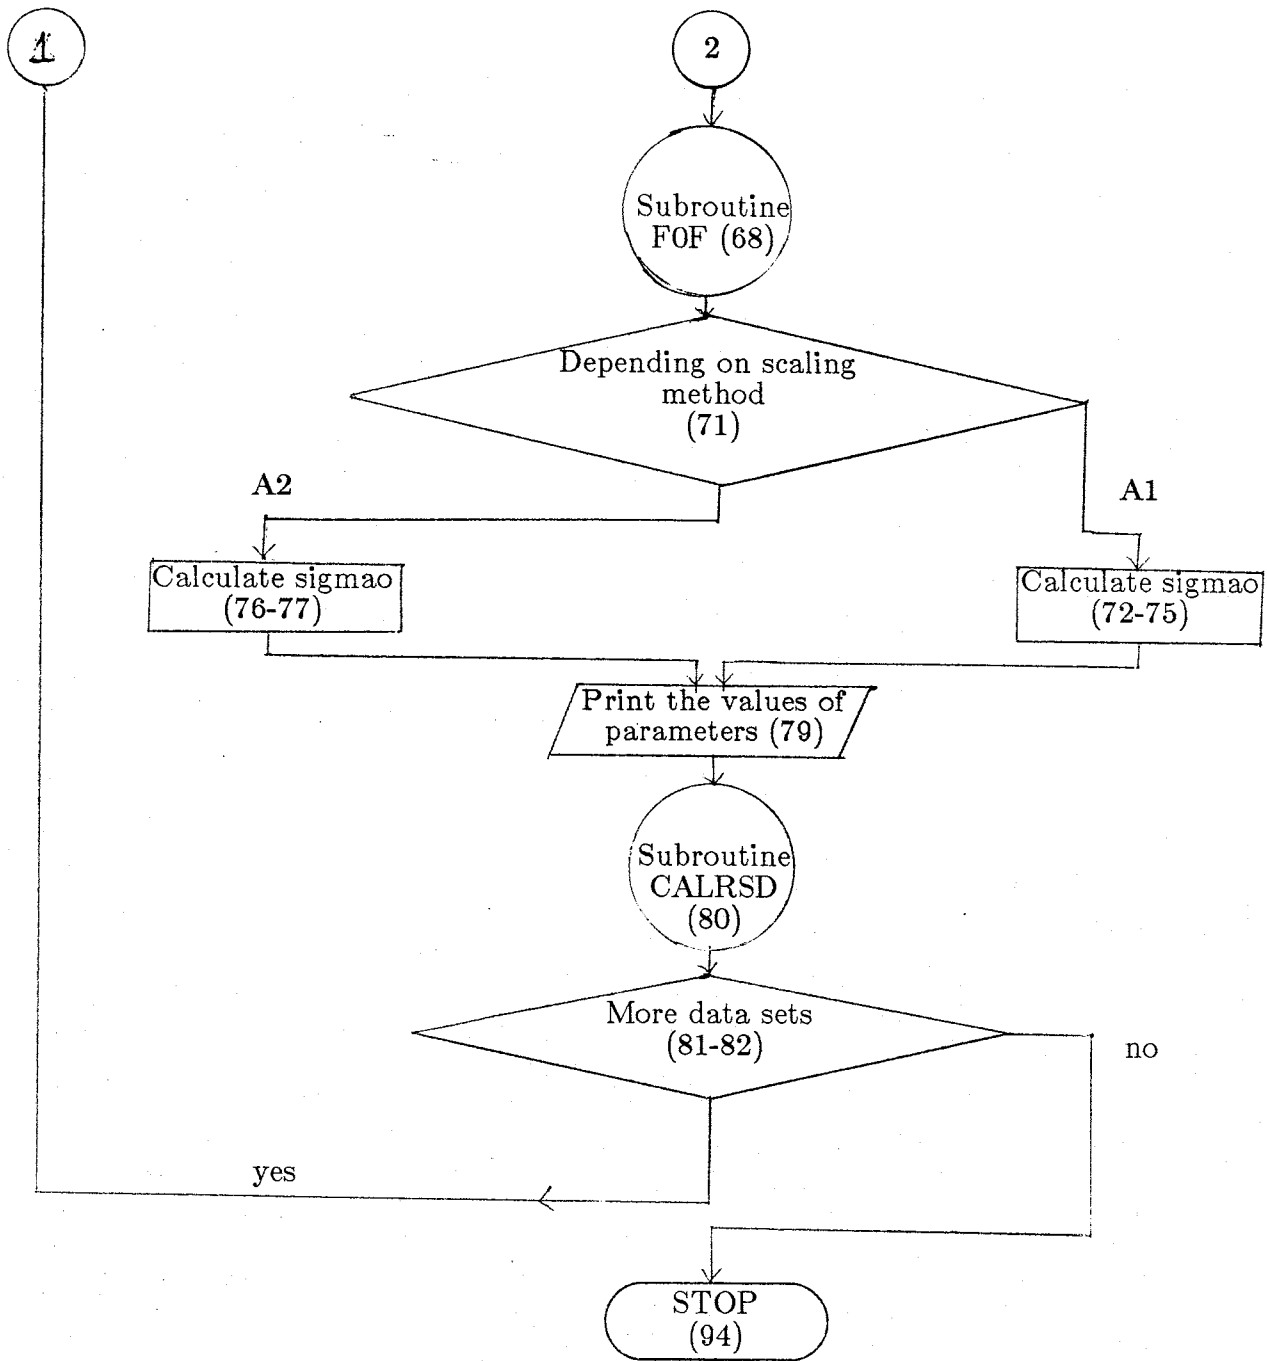 1
2
Subroutine
FOF (68)
Depending on scaling
method
(71)
A2
A1
Calculate sigmao
(76-77)
Calculate sigmao
(72-75)
Print the values of
parameters (79)
Subroutine
CALRSD
(80)
More data sets
(81-82)
no
yes
STOP
(94)